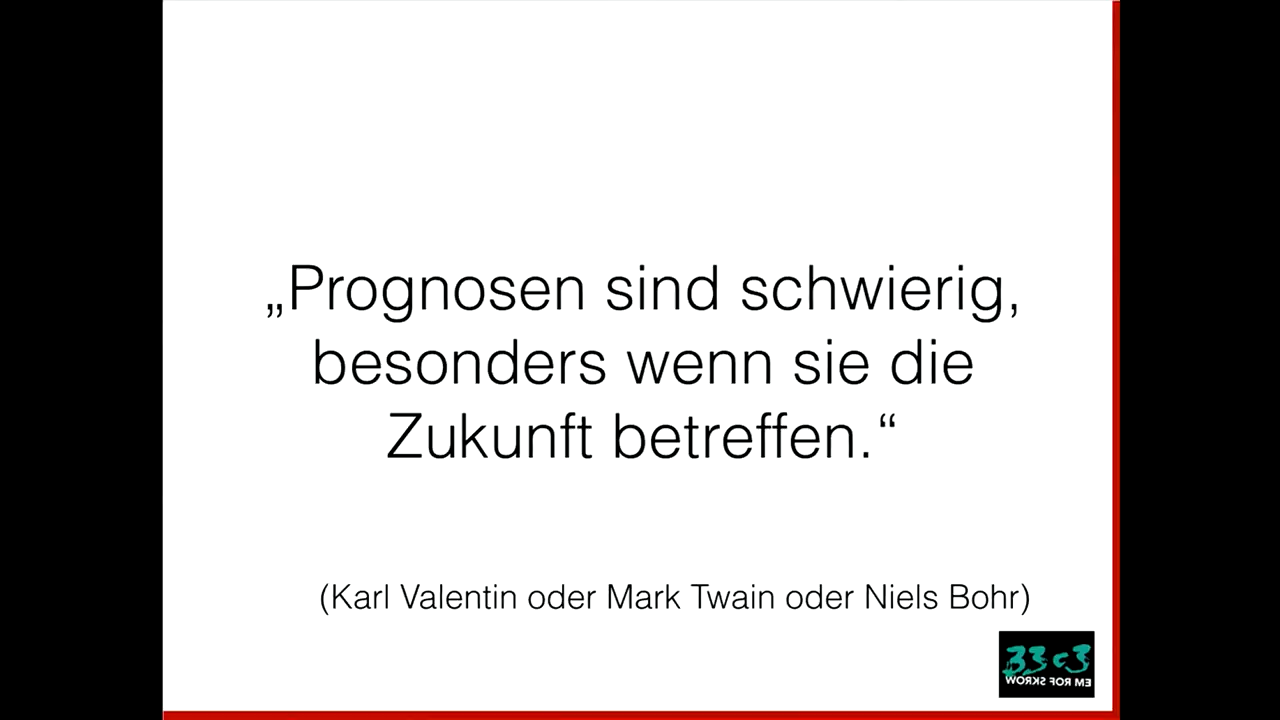 „Prognosen sind schwierig,
besonders wenn sie die
Zukunft betreffen.“
(Karl Valentin oder Mark Twain oder Niels Bohr)
33c3
WORKS FOR ME